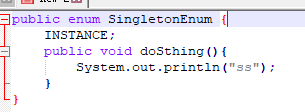 public enum SingletonEnum {
INSTANCE;
public void doSthing(){
System.out.println("ss");
}
}